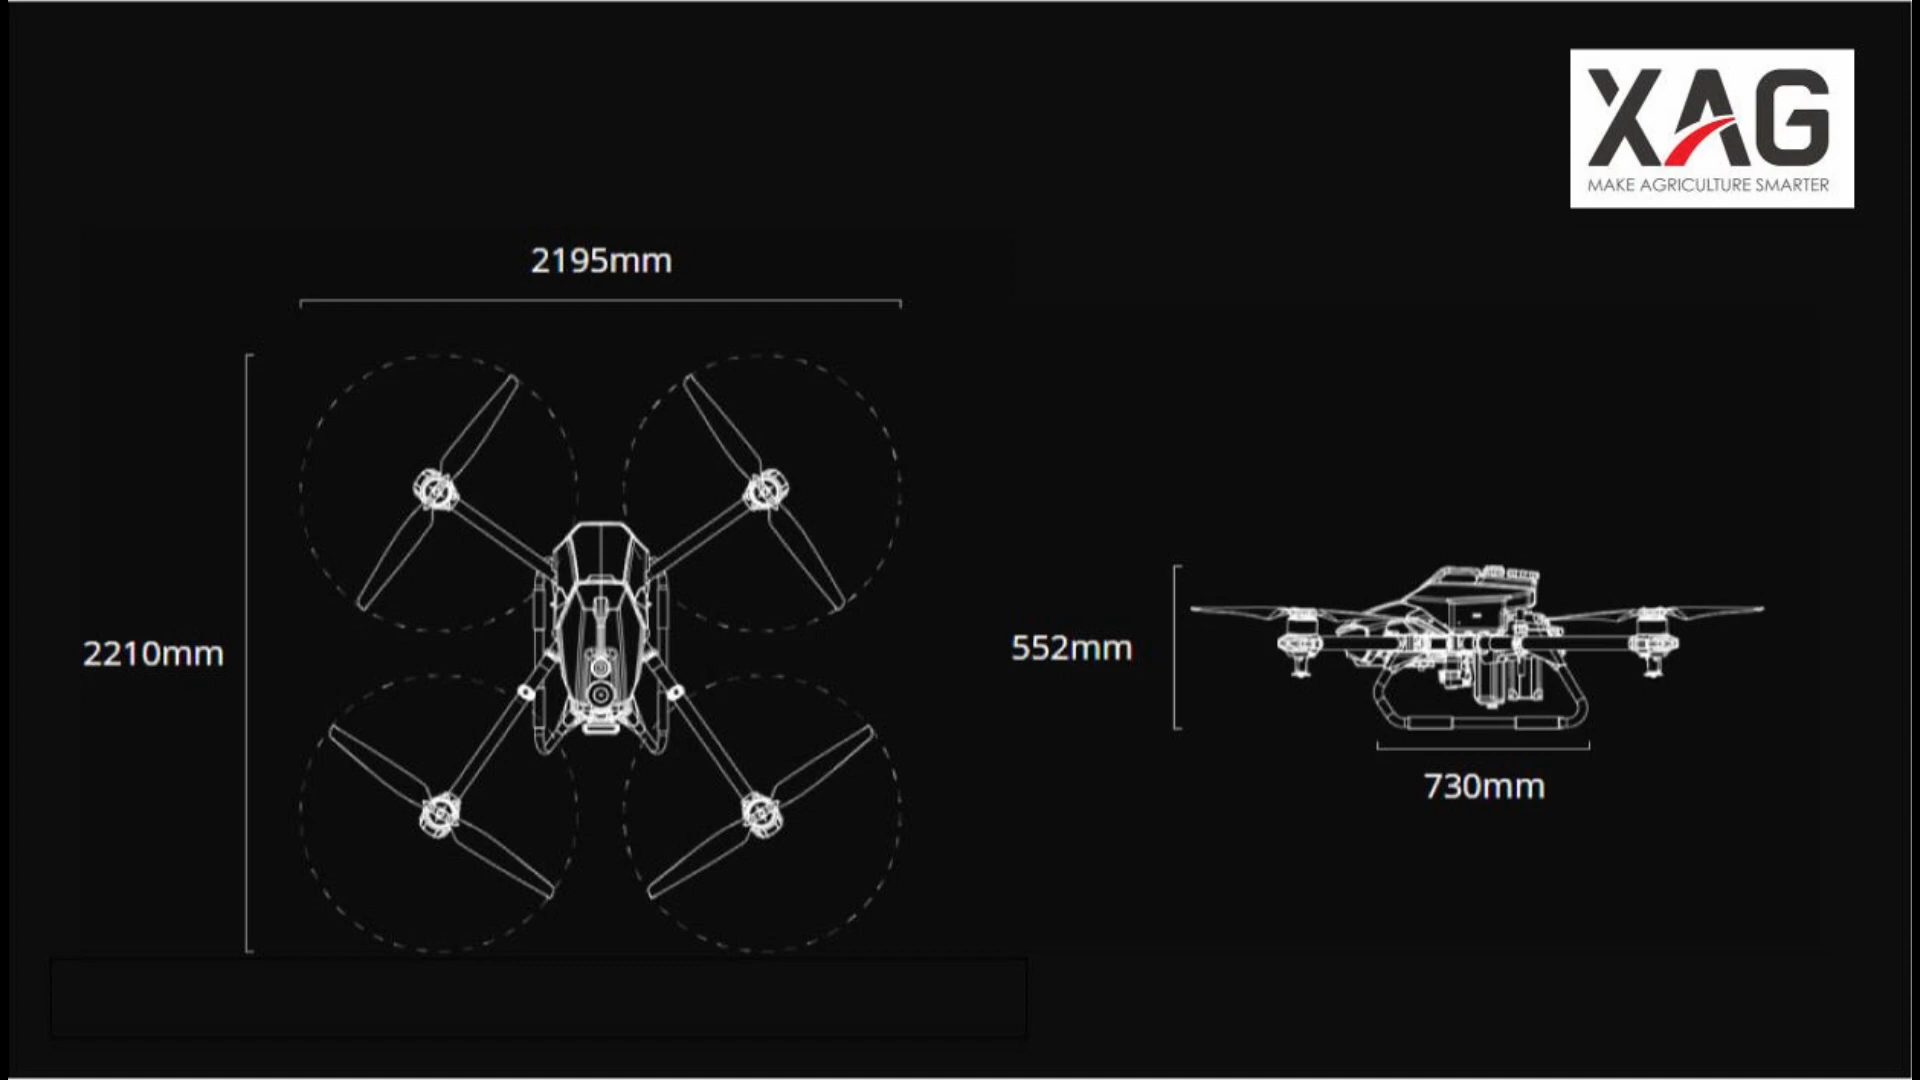 XAG
MAKE AGRICULTURE SMARTER
2195mm
2210mm
552mm
730mm